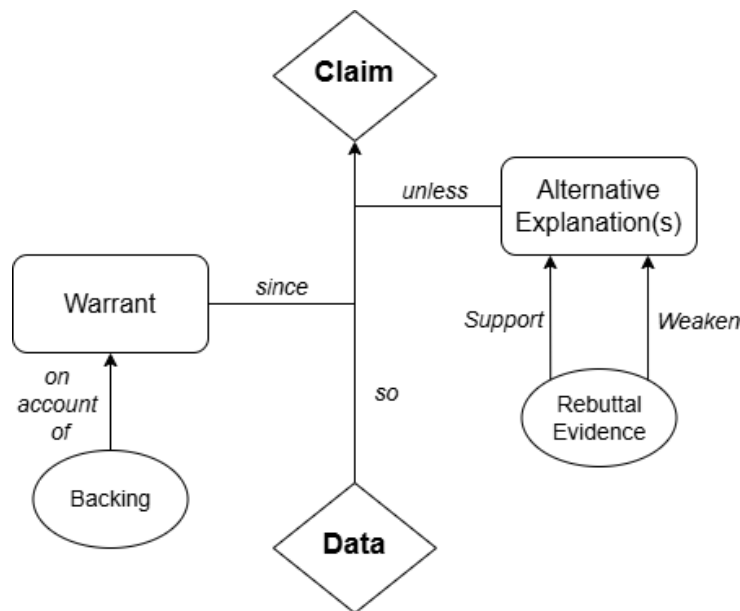 Claim
unless
Alternative
Explanation(s)
Warrant
since
Support
Weaken
on
account
of
so
Rebuttal
Evidence
Backing
Data